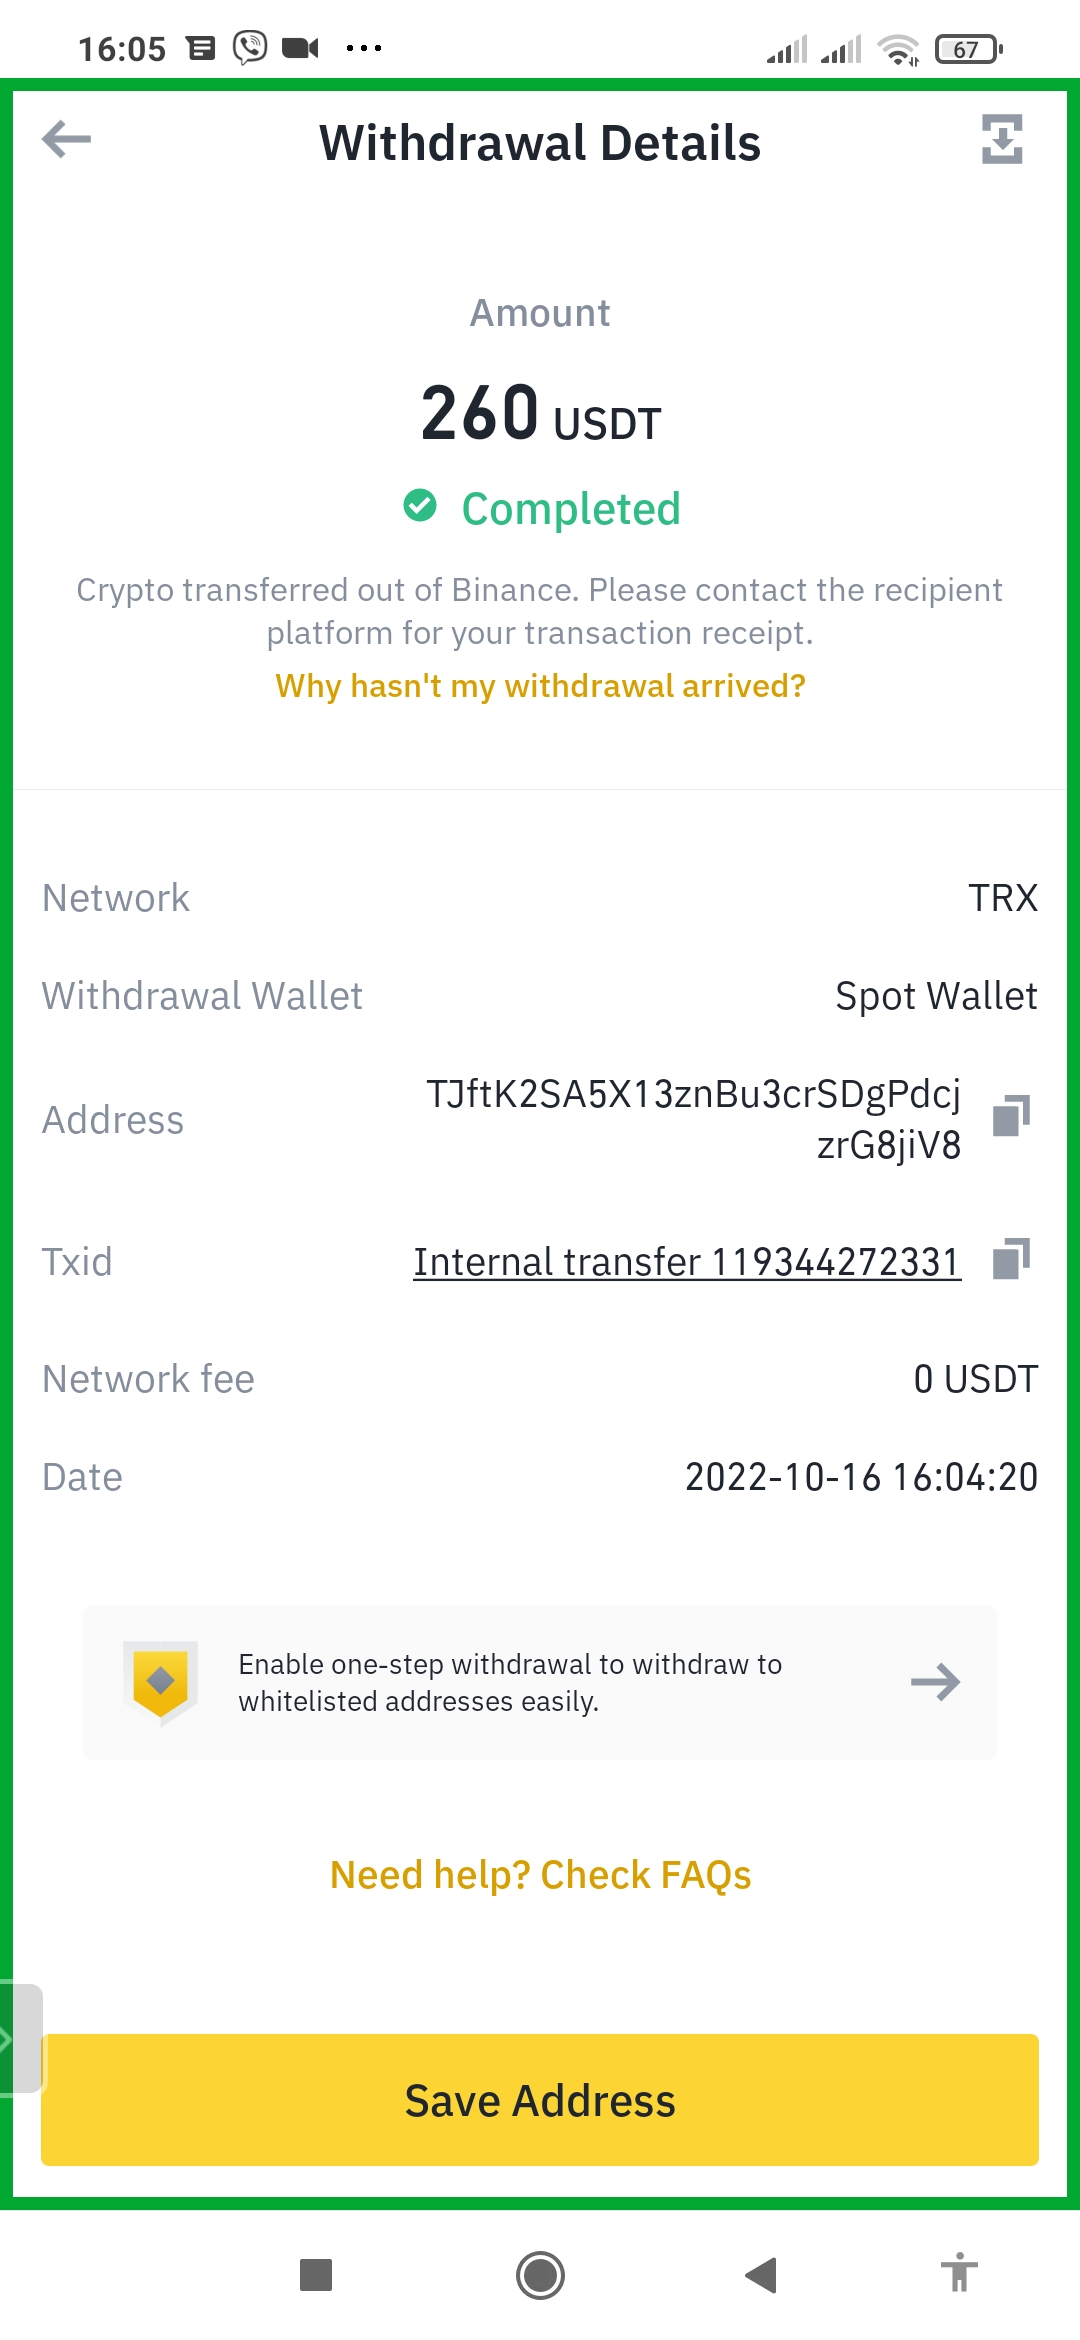 16:05
67
Withdrawal Details
Amount
260 USDT
Completed
Crypto transferred out of Binance. Please contact the recipient
platform for your transaction receipt.
Why hasn't my withdrawal arrived?
Network TRX
Withdrawal Wallet Spot Wallet
Address TJftK2SA5X13znBu3crSDgPdcj
zrG8jiV8
Txid Internal transfer 119344272331
Network fee 0 USDT
Date 2022-10-16 16:04:20
Enable one-step withdrawal to withdraw to
whitelisted addresses easily.
Need help? Check FAQs
Save Address